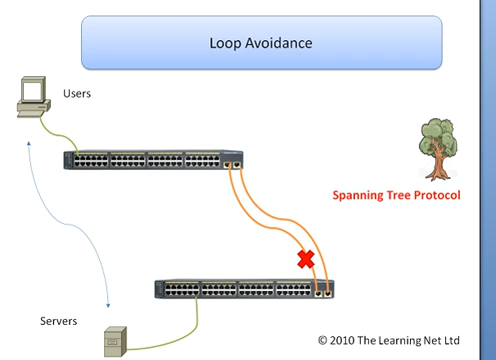 Loop Avoidance
Users
Spanning Tree Protocol
Servers
© 2010 The Learning Net Ltd